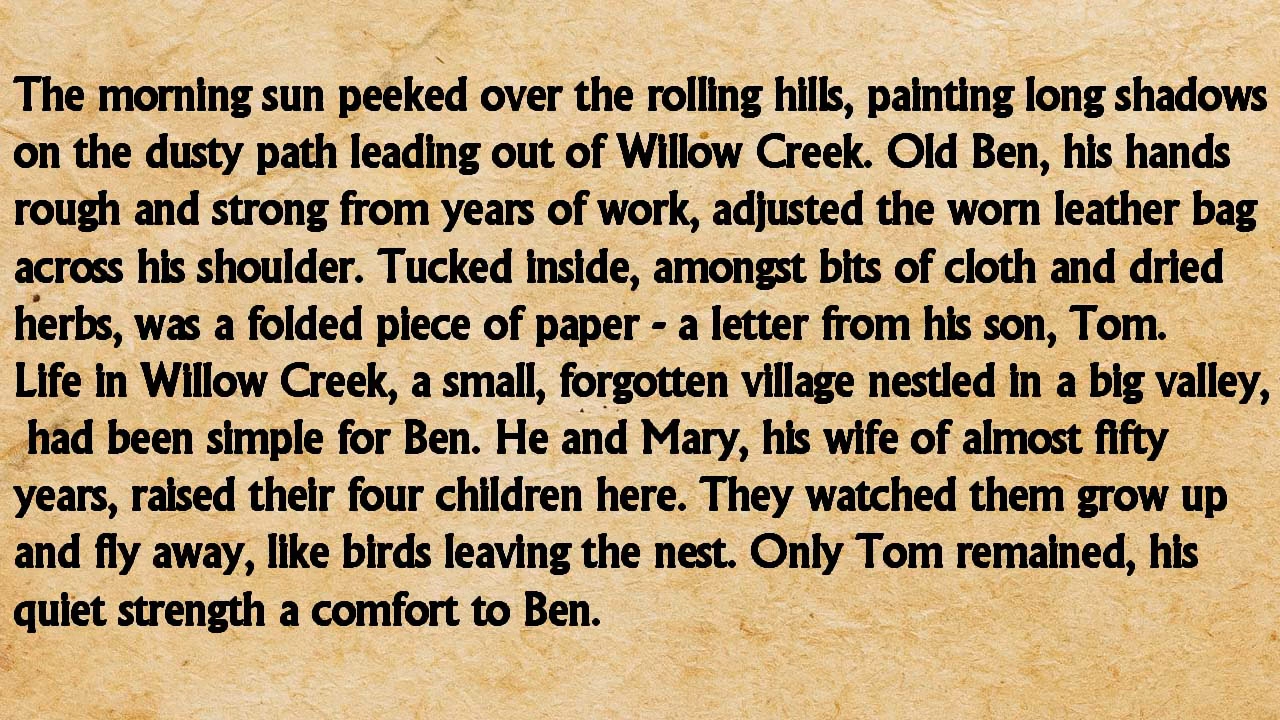 The morning sun peeked over the rolling hills, painting long shadows
on the dusty path leading out of Willow Creek. Old Ben, his hands
rough and strong from years of work, adjusted the worn leather bag
across his shoulder. Tucked inside, amongst bits of cloth and dried
herbs, was a folded piece of paper - a letter from his son, Tom.
Life in Willow Creek, a small, forgotten village nestled in a big valley,
had been simple for Ben. He and Mary, his wife of almost fifty
years, raised their four children here. They watched them grow up
and fly away, like birds leaving the nest. Only Tom remained, his
quiet strength a comfort to Ben.